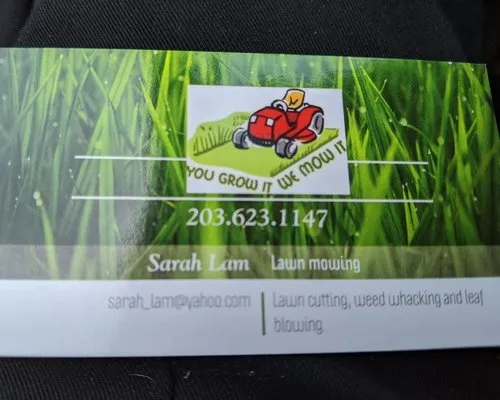 YOU GROW IT WE MOW IT
203.623.1147
Sarah Lam Lawn mowing
sarah_lam@yahoo.com
Lawn cutting, weed whacking and leaf
blowing